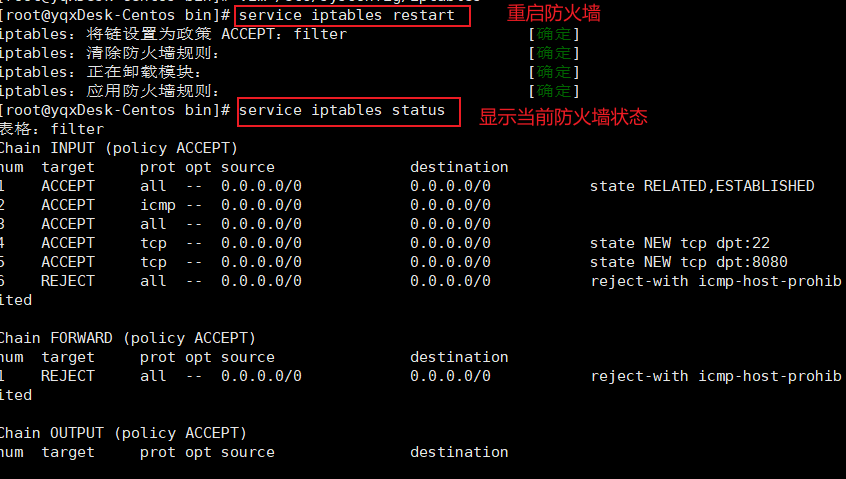 [root@yqxDesk-Centos bin]# service iptables restart 重启防火墙
iptables：将链设置为政策 ACCEPT：filter [确定]
iptables：清除防火墙规则： [确定]
iptables：正在卸载模块： [确定]
iptables：应用防火墙规则： [确定]
[root@yqxDesk-Centos bin]# service iptables status 显示当前防火墙状态
表格：filter
Chain INPUT (policy ACCEPT)
num target prot opt source destination
1 ACCEPT all -- 0.0.0.0/0 0.0.0.0/0 state RELATED,ESTABLISHED
2 ACCEPT icmp -- 0.0.0.0/0 0.0.0.0/0
3 ACCEPT all -- 0.0.0.0/0 0.0.0.0/0
4 ACCEPT tcp -- 0.0.0.0/0 0.0.0.0/0 state NEW tcp dpt:22
5 ACCEPT tcp -- 0.0.0.0/0 0.0.0.0/0 state NEW tcp dpt:8080
6 REJECT all -- 0.0.0.0/0 0.0.0.0/0 reject-with icmp-host-prohib
ited
Chain FORWARD (policy ACCEPT)
num target prot opt source destination
1 REJECT all -- 0.0.0.0/0 0.0.0.0/0 reject-with icmp-host-prohib
ited
Chain OUTPUT (policy ACCEPT)
num target prot opt source destination